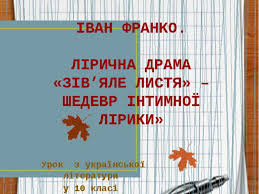 ІВАН ФРАНКО.
ЛІРИЧНА ДРАМА
«ЗІВ’ЯЛЕ ЛИСТЯ» –
ШЕДЕВР ІНТИМНОЇ
ЛІРИКИ»
Урок з української
літератури
у 10 класі